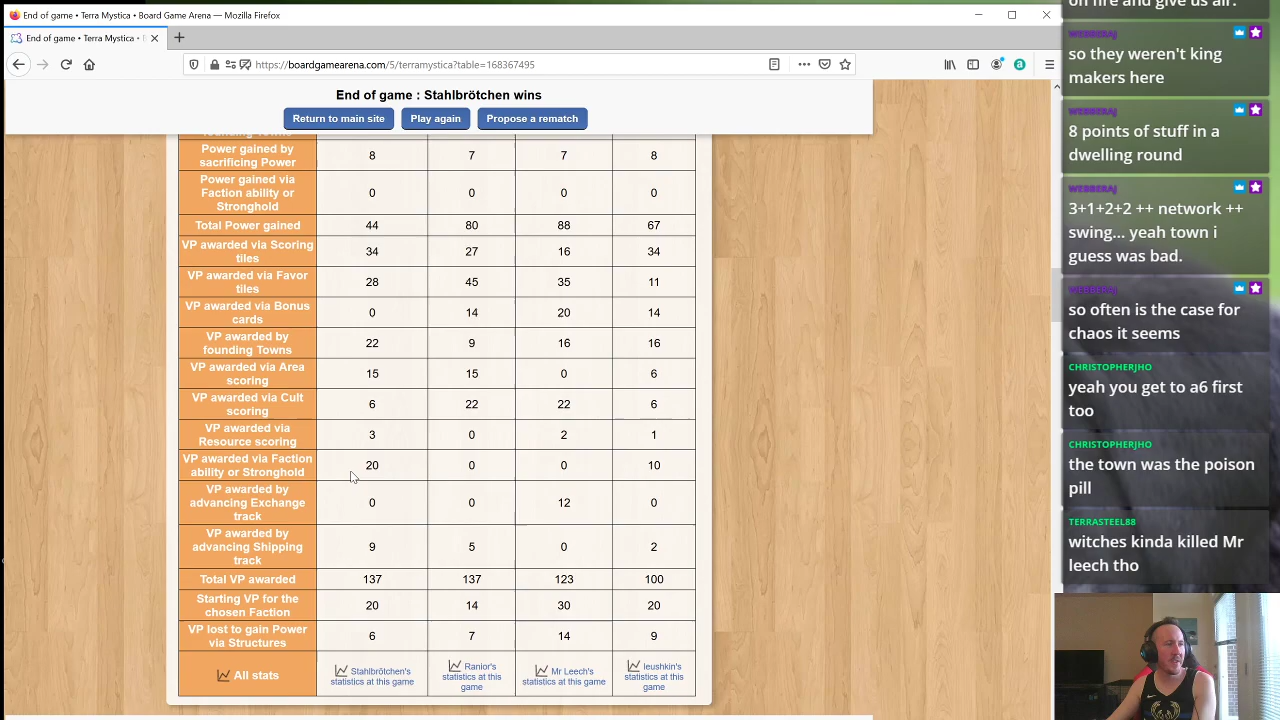 End of game • Terra Mystica • Board Game Arena - Mozilla Firefox
End of game • Terra Mystica •
https://boardgamearena.com/5/terramystica?table=168367495
End of game : Stahlbrötchen wins
Return to main site Play again Propose a rematch
founding Towns
Power gained by sacrificing Power 8 7 7 8
Power gained via Faction ability or Stronghold 0 0 0 0
Total Power gained 44 80 88 67
VP awarded via Scoring tiles 34 27 16 34
VP awarded via Favor tiles 28 45 35 11
VP awarded via Bonus cards 0 14 20 14
VP awarded by founding Towns 22 9 16 16
VP awarded via Area scoring 15 15 0 6
VP awarded via Cult scoring 6 22 22 6
VP awarded via Resource scoring 3 0 2 1
VP awarded via Faction ability or Stronghold 20 0 0 10
VP awarded by advancing Exchange track 0 0 12 0
VP awarded by advancing Shipping track 9 5 0 2
Total VP awarded 137 137 123 100
Starting VP for the chosen Faction 20 14 30 20
VP lost to gain Power via Structures 6 7 14 9
All stats Stahlbrötchen's statistics at this game Ranior's statistics at this game Mr Leech's statistics at this game leushkin's statistics at this game
on fire and give us air.
WEBBERAJ
so they weren't king
makers here
WEBBERAJ
8 points of stuff in a
dwelling round
WEBBERAJ
3+1+2+2 ++ network ++
swing... yeah town i
guess was bad.
WEBBERAJ
so often is the case for
chaos it seems
CHRISTOPHERJHO
yeah you get to a6 first
too
CHRISTOPHERJHO
the town was the poison
pill
TERRASTEEL88
witches kinda killed Mr
leech tho